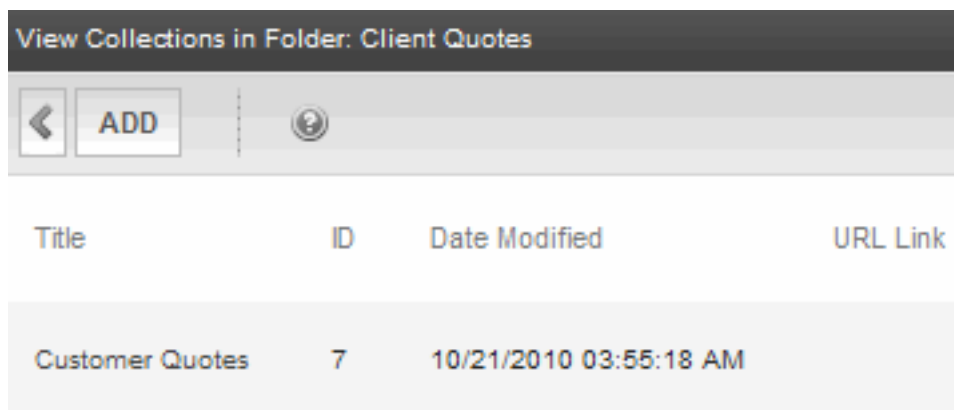 View Collections in Folder: Client Quotes
ADD
Title ID Date Modified URL Link
Customer Quotes 7 10/21/2010 03:55:18 AM